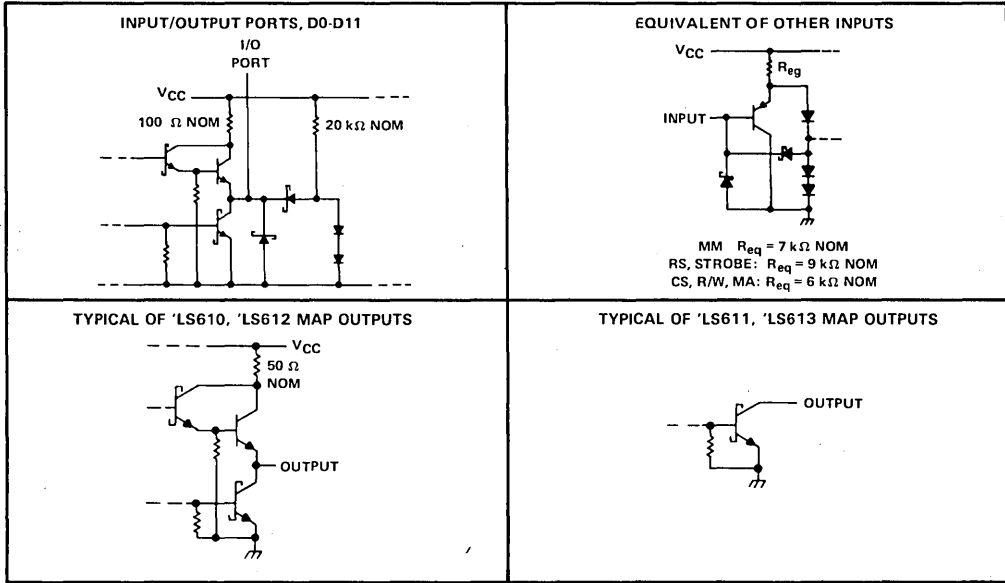 INPUT/OUTPUT PORTS, D0-D11
I/O
PORT
VCC
100 Ω NOM
20 kΩ NOM
EQUIVALENT OF OTHER INPUTS
VCC
Req
INPUT
MM Req = 7 kΩ NOM
RS, STROBE: Req = 9 kΩ NOM
CS, R/W, MA: Req = 6 kΩ NOM
TYPICAL OF 'LS610, 'LS612 MAP OUTPUTS
VCC
50 Ω
NOM
OUTPUT
TYPICAL OF 'LS611, 'LS613 MAP OUTPUTS
OUTPUT